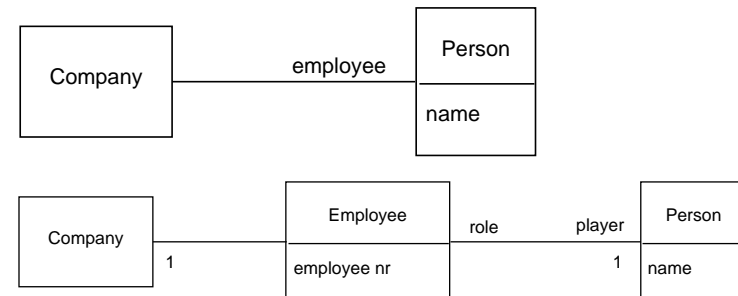 Company
employee
Person
name
Company
1
Employee
employee nr
role
player
1
Person
name